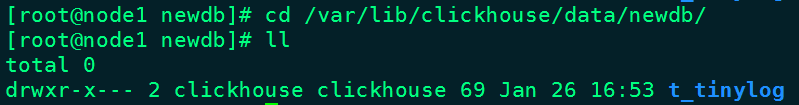 [root@node1 newdb]# cd /var/lib/clickhouse/data/newdb/
[root@node1 newdb]# ll
total 0
drwxr-x--- 2 clickhouse clickhouse 69 Jan 26 16:53 t_tinylog